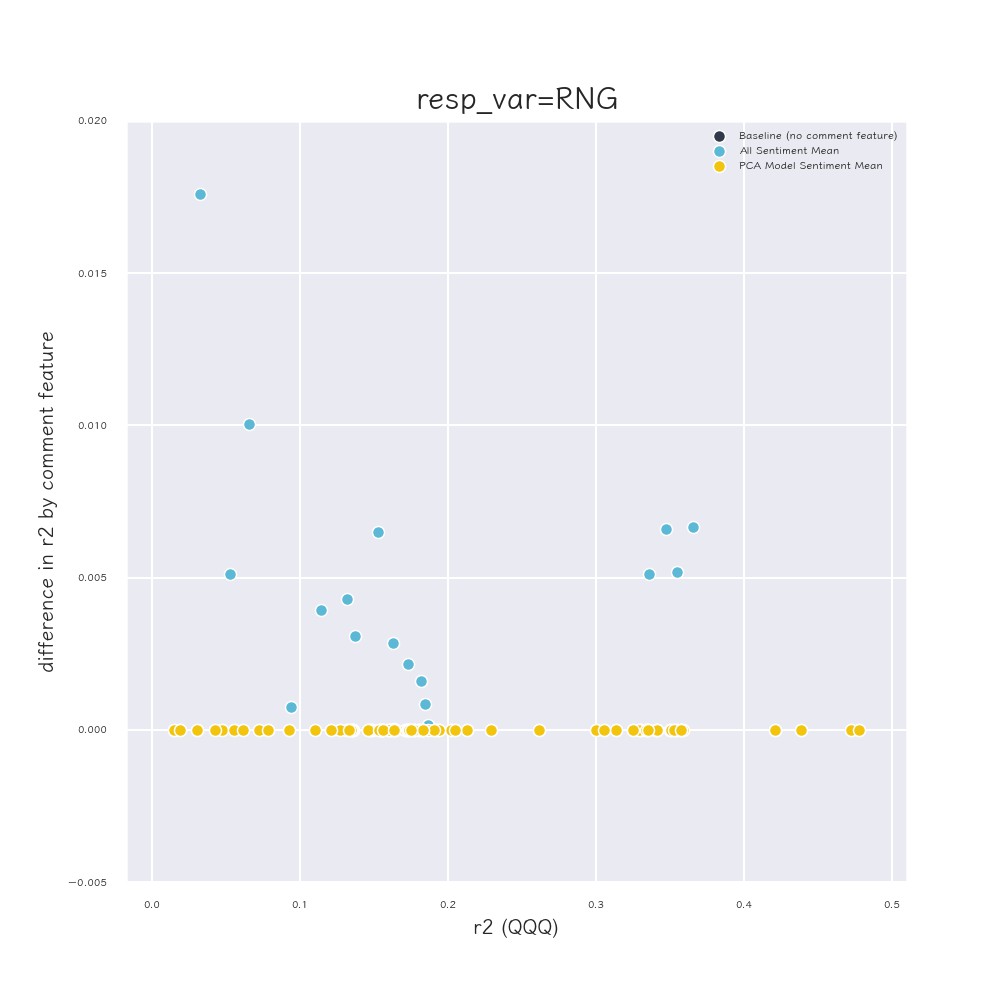 resp_var=RNG
Baseline (no comment feature)
All Sentiment Mean
PCA Model Sentiment Mean
difference in r2 by comment feature
0.020
0.015
0.010
0.005
0.000
−0.005
0.0 0.1 0.2 0.3 0.4 0.5
r2 (QQQ)